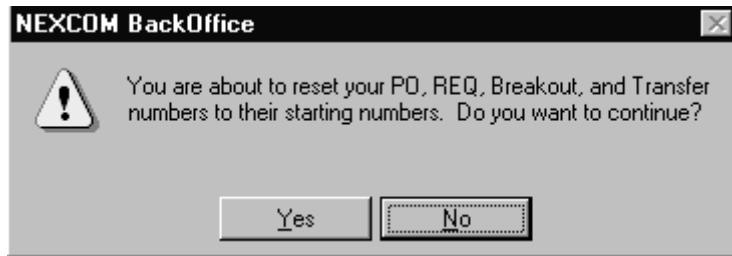 NEXCOM BackOffice
You are about to reset your PO, REQ, Breakout, and Transfer
numbers to their starting numbers.  Do you want to continue?
Yes
No